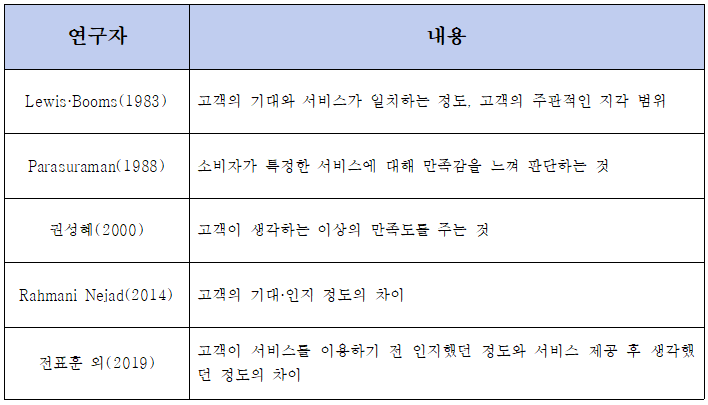 연구자 내용
Lewis·Booms(1983) 고객의 기대와 서비스가 일치하는 정도, 고객의 주관적인 지각 범위
Parasuraman(1988) 소비자가 특정한 서비스에 대해 만족감을 느껴 판단하는 것
권성혜(2000) 고객이 생각하는 이상의 만족도를 주는 것
Rahmani Nejad(2014) 고객의 기대·인지 정도의 차이
전표훈 외(2019) 고객이 서비스를 이용하기 전 인지했던 정도와 서비스 제공 후 생각했
던 정도의 차이